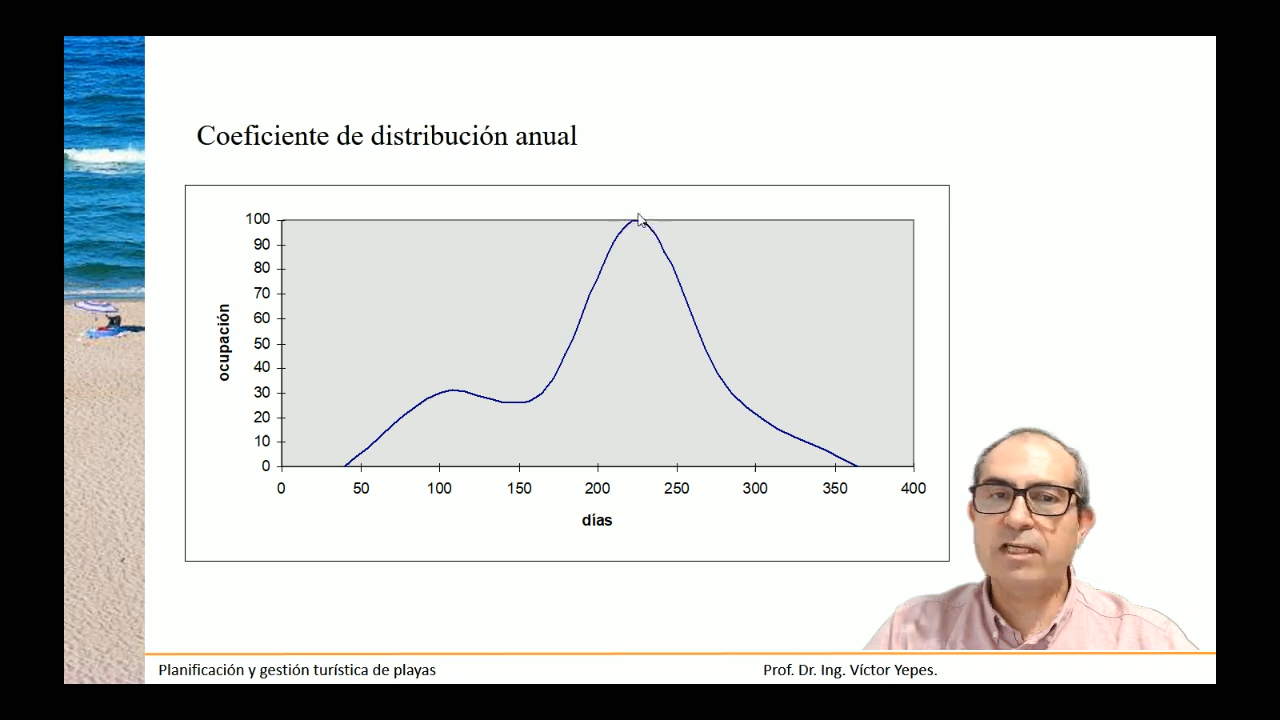 Coeficiente de distribución anual
100
90
80
70
60
50
40
30
20
10
0
ocupación
0 50 100 150 200 250 300 350 400
días
Planificación y gestión turística de playas
Prof. Dr. Ing. Víctor Yepes.